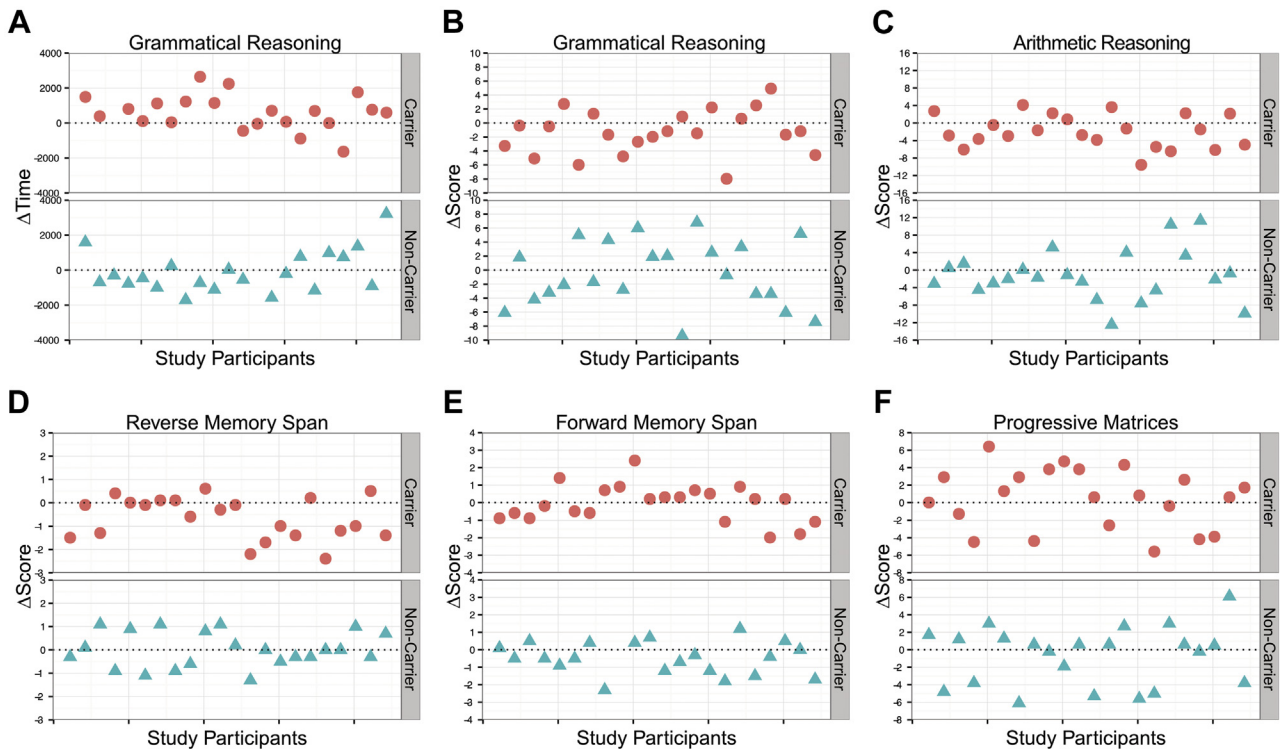 A
Grammatical Reasoning
4000
2000
0
-2000
4000
Carrier
ΔTime
4000
2000
0
-2000
-4000
Non-Carrier
Study Participants
B
Grammatical Reasoning
10
8
6
4
2
0
-2
-4
-6
-8
-10
Carrier
ΔScore
10
8
6
4
2
0
-2
-4
-6
-8
-10
Non-Carrier
Study Participants
C
Arithmetic Reasoning
16
12
8
4
0
-4
-8
-12
-16
Carrier
ΔScore
16
12
8
4
0
-4
-8
-12
-16
Non-Carrier
Study Participants
D
Reverse Memory Span
3
2
1
0
-1
-2
-3
Carrier
ΔScore
3
2
1
0
-1
-2
-3
Non-Carrier
Study Participants
E
Forward Memory Span
4
3
2
1
0
-1
-2
-3
-4
Carrier
ΔScore
4
3
2
1
0
-1
-2
-3
-4
Non-Carrier
Study Participants
F
Progressive Matrices
8
6
4
2
0
-2
-4
-6
-8
Carrier
ΔScore
8
6
4
2
0
-2
-4
-6
-8
Non-Carrier
Study Participants